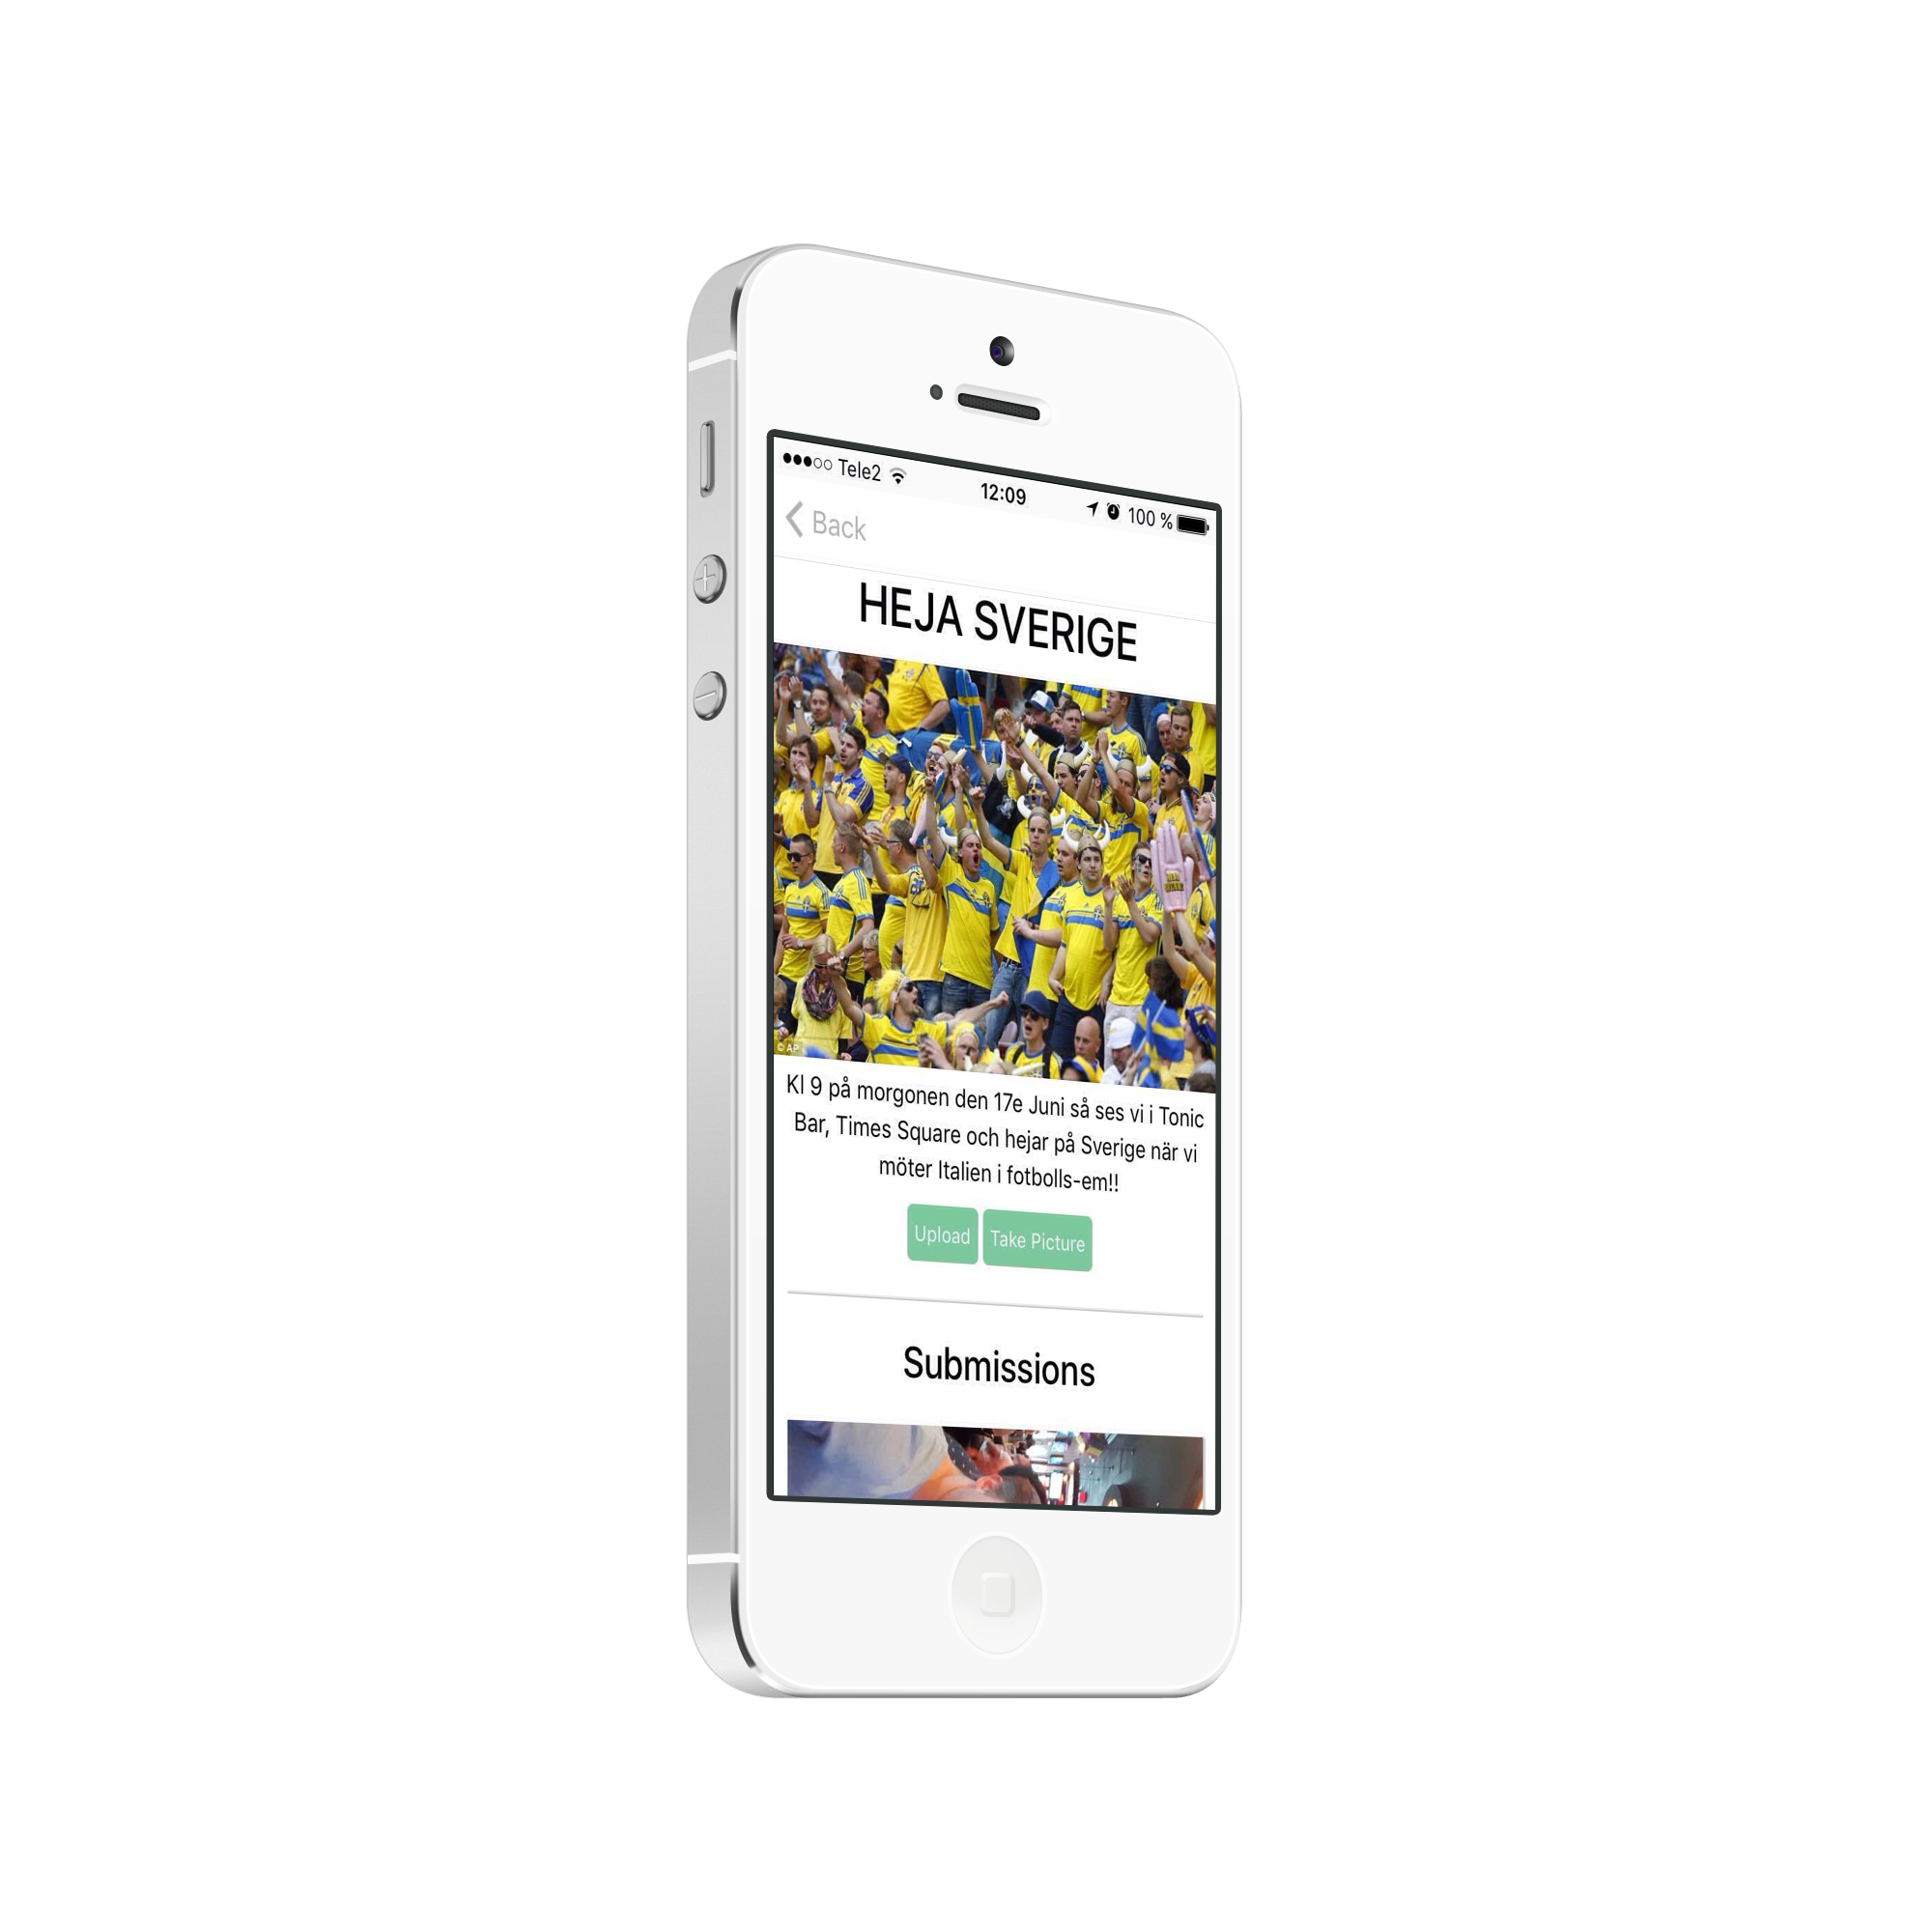 Tele2
12:09
100 %
Back
HEJA SVERIGE
© AP
Kl 9 på morgonen den 17e Juni så ses vi i Tonic
Bar, Times Square och hejar på Sverige när vi
möter Italien i fotbolls-em!!
Upload Take Picture
Submissions